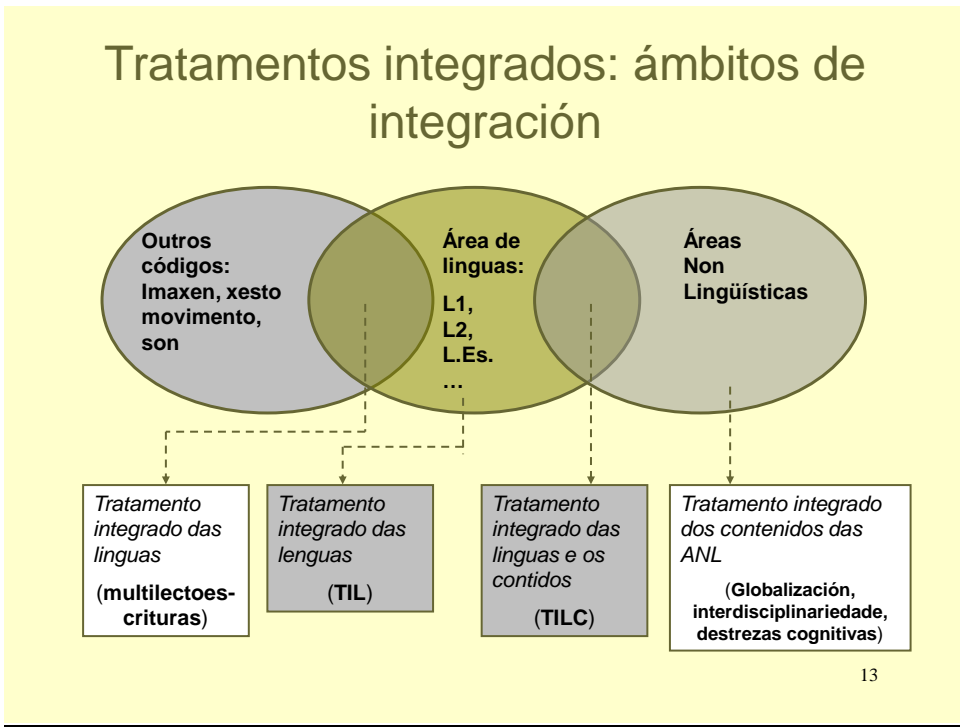 Tratamentos integrados: ámbitos de
integración
Outros
códigos:
Imaxen, xesto
movimento,
son
Área de
linguas:
L1,
L2,
L.Es.
…
Áreas
Non
Lingüísticas
Tratamento
integrado das
linguas
(multilectoes-
crituras)
Tratamento
integrado das
lenguas
(TIL)
Tratamento
integrado das
linguas e os
contidos
(TILC)
Tratamento integrado
dos contenidos das
ANL
(Globalización,
interdisciplinariedade,
destrezas cognitivas)
13